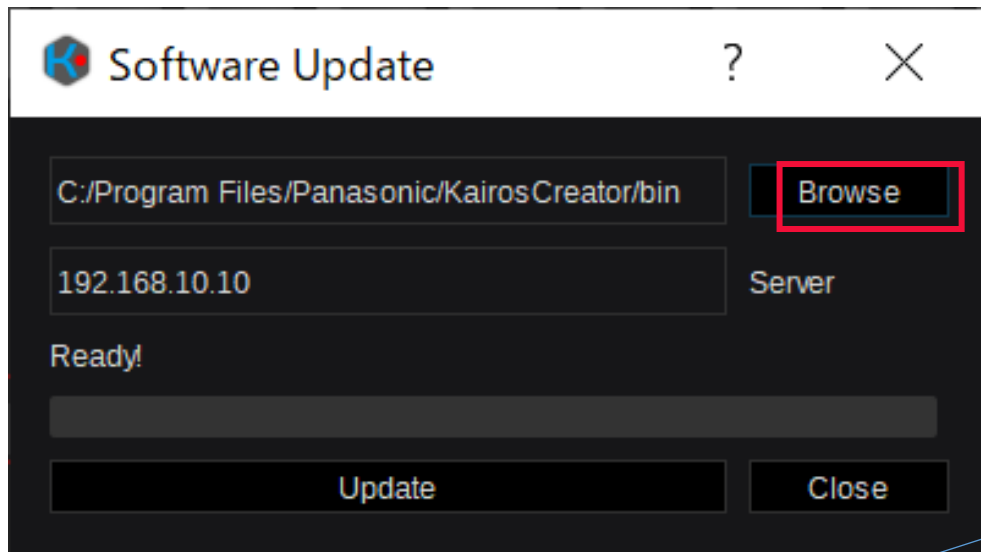 Software Update
?
C:/Program Files/Panasonic/KairosCreator/bin
Browse
192.168.10.10
Server
Ready!
Update
Close